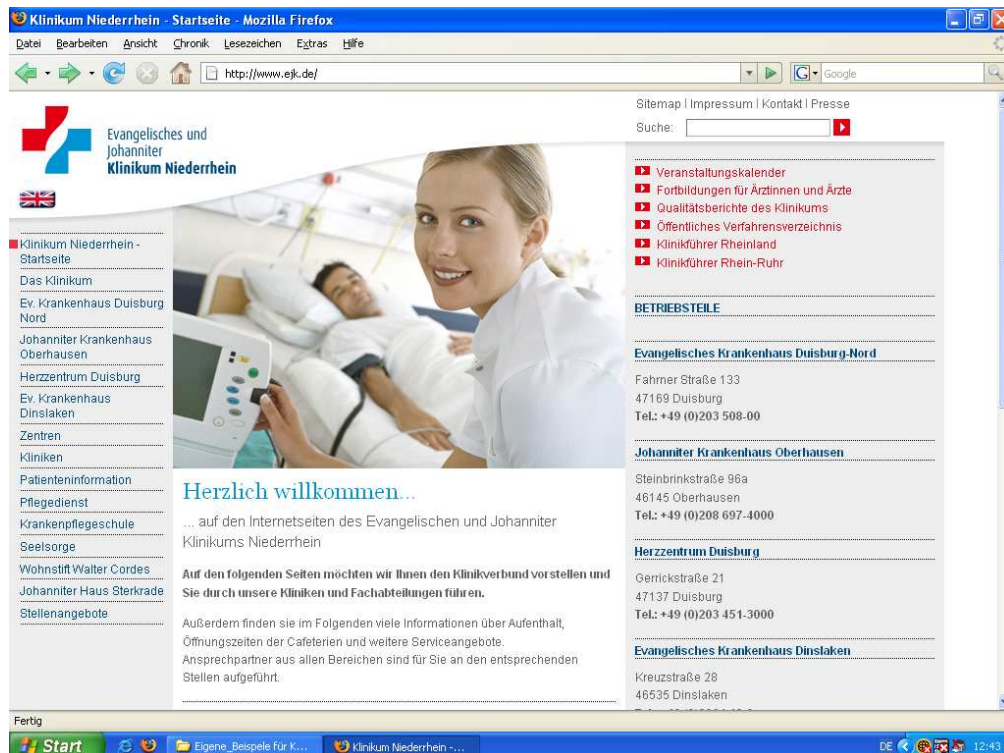 Klinikum Niederrhein - Startseite - Mozilla Firefox
Datei Bearbeiten Ansicht Chronik Lesezeichen Extras Hilfe
http://www.ejk.de/
G Google
Evangelisches und
Johanniter
Klinikum Niederrhein
Sitemap | Impressum | Kontakt | Presse
Suche:
Klinikum Niederrhein -
Startseite
Das Klinikum
Ev. Krankenhaus Duisburg
Nord
Johanniter Krankenhaus
Oberhausen
Herzzentrum Duisburg
Ev. Krankenhaus
Dinslaken
Zentren
Kliniken
Patienteninformation
Pflegedienst
Krankenpflegeschule
Seelsorge
Wohnstift Walter Cordes
Johanniter Haus Sterkrade
Stellenangebote
Herzlich willkommen...
... auf den Internetseiten des Evangelischen und Johanniter
Klinikums Niederrhein
Auf den folgenden Seiten möchten wir Ihnen den Klinikverbund vorstellen und
Sie durch unsere Kliniken und Fachabteilungen führen.
Außerdem finden sie im Folgenden viele Informationen über Aufenthalt,
Öffnungszeiten der Cafeterien und weitere Serviceangebote.
Ansprechpartner aus allen Bereichen sind für Sie an den entsprechenden
Stellen aufgeführt.
Veranstaltungskalender
Fortbildungen für Ärztinnen und Ärzte
Qualitätsberichte des Klinikums
Öffentliches Verfahrensverzeichnis
Klinikführer Rheinland
Klinikführer Rhein-Ruhr
BETRIEBSTEILE
Evangelisches Krankenhaus Duisburg-Nord
Fahrner Straße 133
47169 Duisburg
Tel.: +49 (0)203 508-00
Johanniter Krankenhaus Oberhausen
Steinbrinkstraße 96a
46145 Oberhausen
Tel.: +49 (0)208 697-4000
Herzzentrum Duisburg
Gerrickstraße 21
47137 Duisburg
Tel.: +49 (0)203 451-3000
Evangelisches Krankenhaus Dinslaken
Kreuzstraße 28
46535 Dinslaken
Fertig
Start
Eigene_Beispele für K...
Klinikum Niederrhein -...
DE
12:43